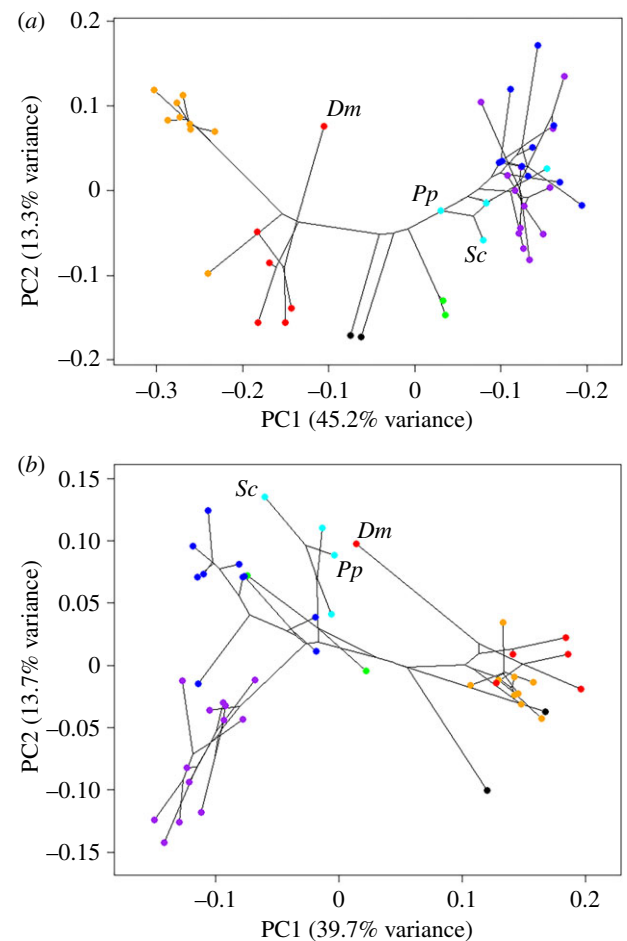 (a)
0.2
0.1
0
−0.1
−0.2
PC2 (13.3% variance)
Dm
Pp
Sc
−0.3 −0.2 −0.1 0 −0.1 −0.2
PC1 (45.2% variance)
(b)
0.15
0.10
0.05
0
−0.05
−0.10
−0.15
PC2 (13.7% variance)
Sc
Dm
Pp
−0.1 0 0.1 0.2
PC1 (39.7% variance)